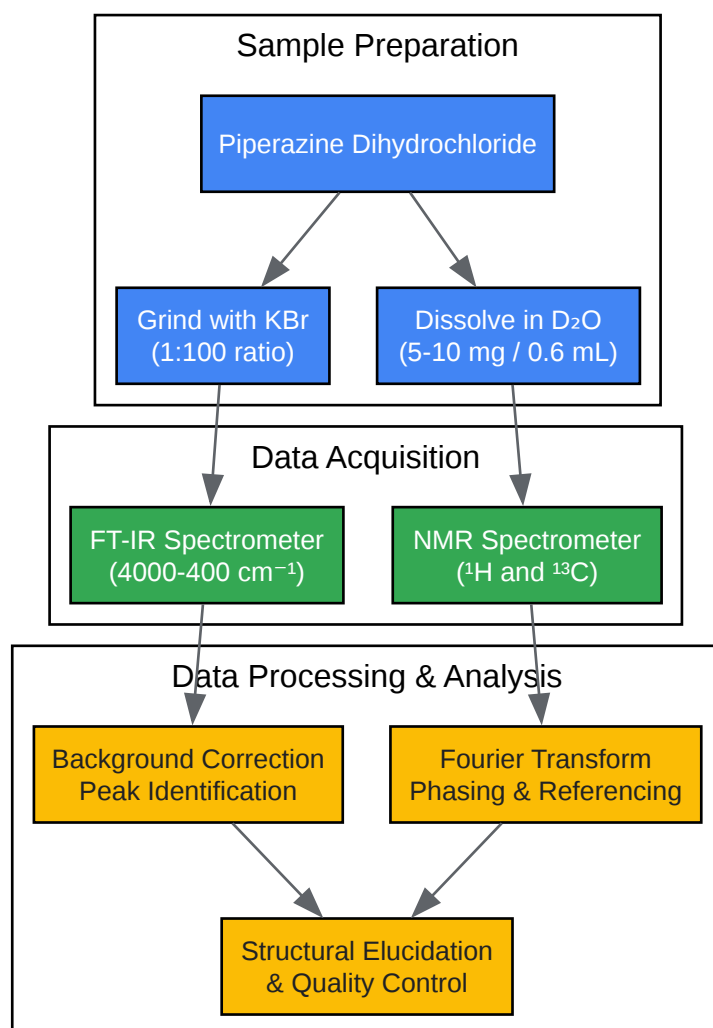 Sample Preparation
Piperazine Dihydrochloride
Grind with KBr
(1:100 ratio)
Dissolve in D₂O
(5-10 mg / 0.6 mL)
Data Acquisition
FT-IR Spectrometer
(4000-400 cm⁻¹)
NMR Spectrometer
(¹H and ¹³C)
Data Processing & Analysis
Background Correction
Peak Identification
Fourier Transform
Phasing & Referencing
Structural Elucidation
& Quality Control